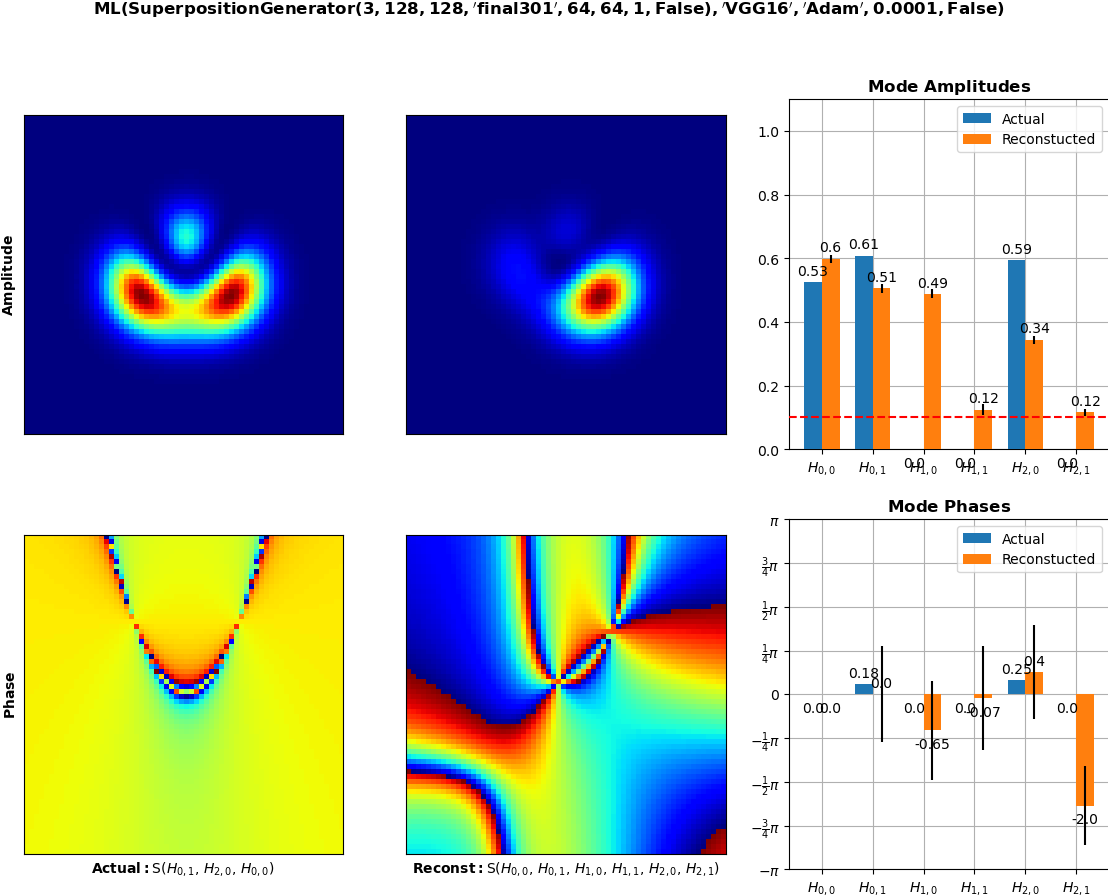 ML(SuperpositionGenerator(3, 128, 128, 'final301', 64, 64, 1, False), 'VGG16', 'Adam', 0.0001, False)
Mode Amplitudes
Amplitude
Actual
Reconstucted
1.0
0.8
0.6
0.4
0.2
0.0
0.53
0.6
0.61
0.51
0.0
0.49
0.0
0.12
0.59
0.34
0.0
0.12
H0,0 H0,1 H1,0 H1,1 H2,0 H2,1
Mode Phases
Phase
Actual
Reconstucted
π
3/4π
1/2π
1/4π
0
−1/4π
−1/2π
−3/4π
−π
0.0
0.0
0.18
0.0
0.0
-0.65
0.0
-0.07
0.25
0.4
0.0
-2.0
H0,0 H0,1 H1,0 H1,1 H2,0 H2,1
Actual: S(H0,1, H2,0, H0,0)
Reconst: S(H0,0, H0,1, H1,0, H1,1, H2,0, H2,1)